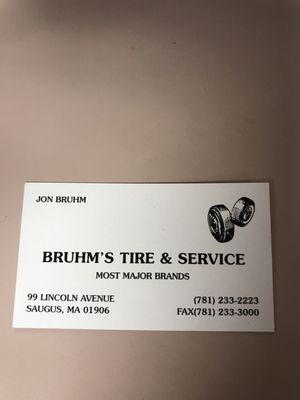 JON BRUHM
BRUHM'S TIRE & SERVICE
MOST MAJOR BRANDS
99 LINCOLN AVENUE
SAUGUS, MA 01906
(781) 233-2223
FAX(781) 233-3000